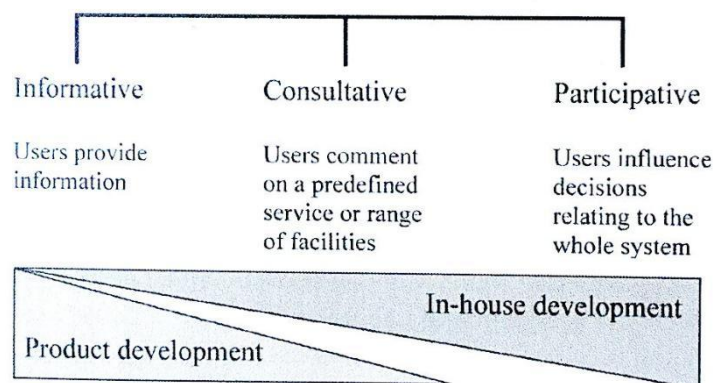 Informative
Consultative
Participative
Users provide
information
Users comment
on a predefined
service or range
of facilities
Users influence
decisions
relating to the
whole system
In-house development
Product development